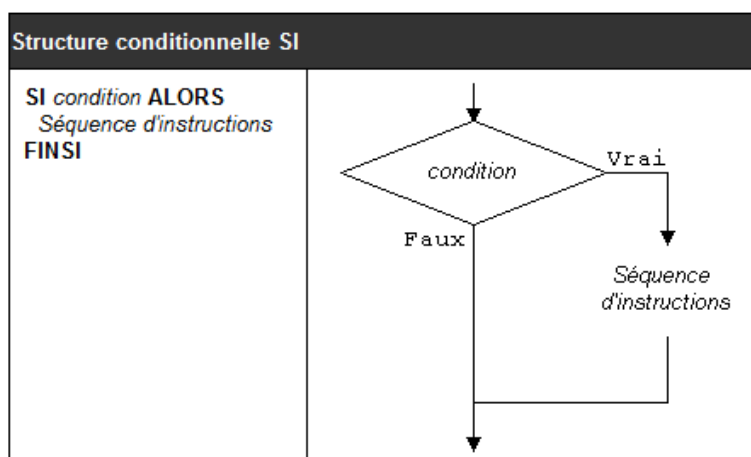 Structure conditionnelle SI
SI condition ALORS
Séquence d'instructions
FINSI
condition
Vrai
Faux
Séquence
d'instructions